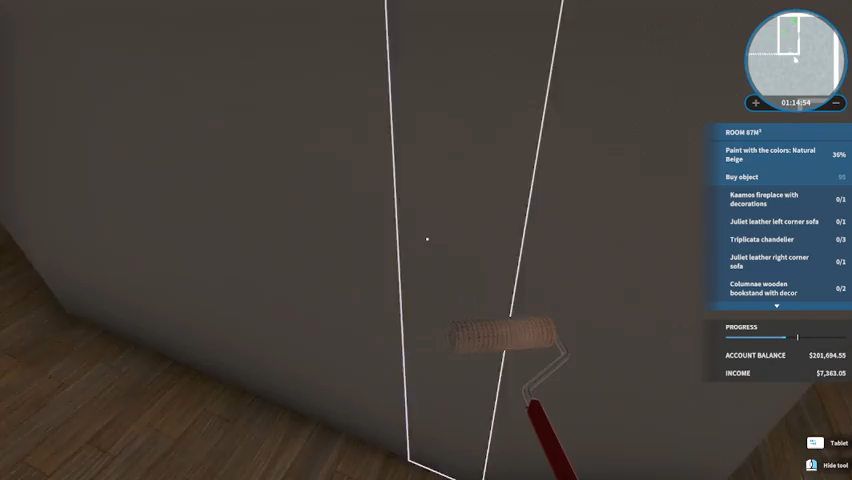 01:14:54
ROOM 87M²
Paint with the colors: Natural
Beige
36%
Buy object
Kaamos fireplace with
decorations
0/1
Juliet leather left corner sofa
0/1
Triplicata chandelier
0/3
Juliet leather right corner
sofa
0/1
Columnae wooden
bookstand with decor
0/2
PROGRESS
ACCOUNT BALANCE
$201,694.55
INCOME
$7,363.05
Tablet
Hide tool